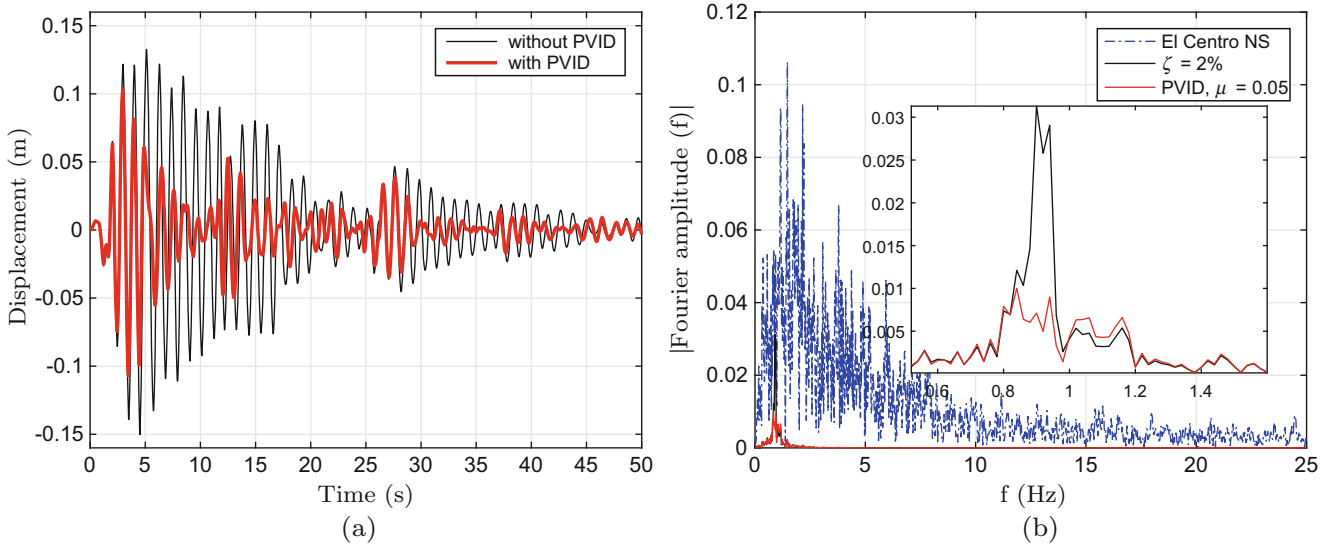 0.15
0.1
0.05
0
-0.05
-0.1
-0.15
0 5 10 15 20 25 30 35 40 45 50
Displacement (m)
Time (s)
without PVID
with PVID
(a)
0.12
0.1
0.08
0.06
0.04
0.02
0
0 5 10 15 20 25
|Fourier amplitude (f)|
f (Hz)
El Centro NS
ζ = 2%
PVID, μ = 0.05
0.03
0.025
0.02
0.015
0.01
0.005
0.6 0.8 1 1.2 1.4
(b)